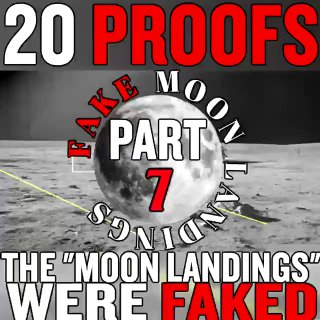 20 PROOFS
FAKE MOON LANDINGS
PART
7
THE "MOON LANDINGS"
WERE FAKED